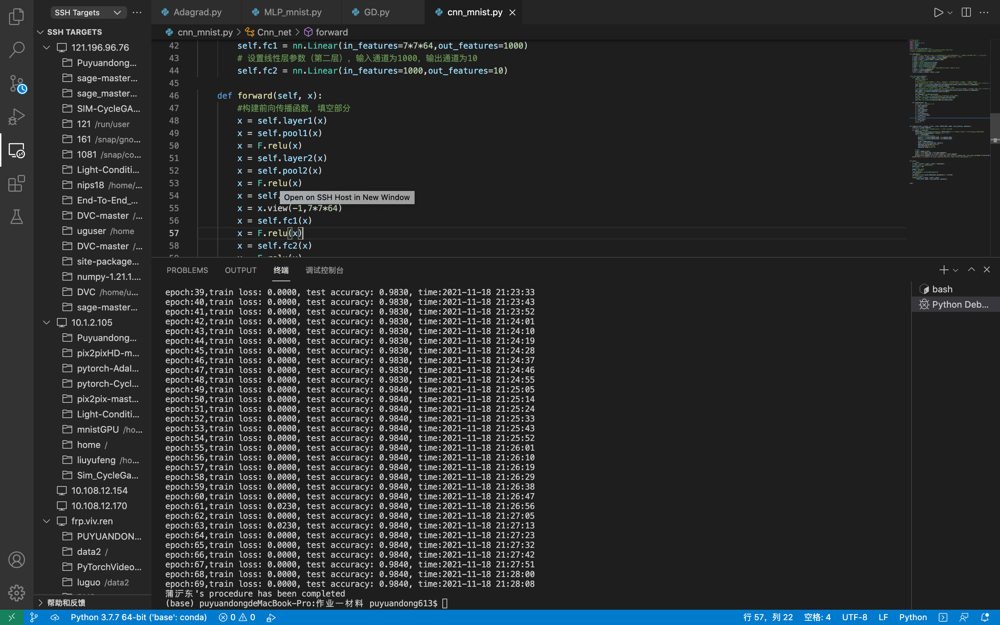 SSH Targets
Adagrad.py
MLP_mnist.py
GD.py
cnn_mnist.py
SSH TARGETS
121.196.96.76
Puyuandong...
sage-master...
sage_master...
SIM-CycleGA...
121 /run/user
161 /snap/gno...
1081 /snap/co...
Light-Conditi...
nips18 /home/...
End-To-End_...
DVC-master /...
uguser /home
DVC-master /...
site-package...
numpy-1.21.1....
DVC /home/u...
sage-master...
10.1.2.105
Puyuandong...
pix2pixHD-m...
pytorch-Adal...
pytorch-Cycl...
pix2pix-mast...
Light-Conditi...
mnistGPU /ho...
home /
liuyufeng /ho...
Sim_CycleGa...
10.108.12.154
10.108.12.170
frp.viv.ren
PUYUANDON...
data2 /
PyTorchVideo...
luguo /data2
帮助和反馈
cnn_mnist.py > Cnn_net > forward
42 self.fc1 = nn.Linear(in_features=7*7*64,out_features=1000)
43 # 设置线性层参数（第二层），输入通道为1000，输出通道为10
44 self.fc2 = nn.Linear(in_features=1000,out_features=10)
45
46 def forward(self, x):
47 #构建前向传播函数，填空部分
48 x = self.layer1(x)
49 x = self.pool1(x)
50 x = F.relu(x)
51 x = self.layer2(x)
52 x = self.pool2(x)
53 x = F.relu(x)
54 x = self.
Open on SSH Host in New Window
55 x = x.view(-1,7*7*64)
56 x = self.fc1(x)
57 x = F.relu(x)
58 x = self.fc2(x)
PROBLEMS OUTPUT 终端 调试控制台
bash
Python Deb...
epoch:39,train loss: 0.0000, test accuracy: 0.9830, time:2021-11-18 21:23:33
epoch:40,train loss: 0.0000, test accuracy: 0.9830, time:2021-11-18 21:23:43
epoch:41,train loss: 0.0000, test accuracy: 0.9830, time:2021-11-18 21:23:52
epoch:42,train loss: 0.0000, test accuracy: 0.9830, time:2021-11-18 21:24:01
epoch:43,train loss: 0.0000, test accuracy: 0.9830, time:2021-11-18 21:24:10
epoch:44,train loss: 0.0000, test accuracy: 0.9830, time:2021-11-18 21:24:19
epoch:45,train loss: 0.0000, test accuracy: 0.9830, time:2021-11-18 21:24:28
epoch:46,train loss: 0.0000, test accuracy: 0.9830, time:2021-11-18 21:24:37
epoch:47,train loss: 0.0000, test accuracy: 0.9830, time:2021-11-18 21:24:46
epoch:48,train loss: 0.0000, test accuracy: 0.9830, time:2021-11-18 21:24:55
epoch:49,train loss: 0.0000, test accuracy: 0.9840, time:2021-11-18 21:25:05
epoch:50,train loss: 0.0000, test accuracy: 0.9840, time:2021-11-18 21:25:14
epoch:51,train loss: 0.0000, test accuracy: 0.9840, time:2021-11-18 21:25:24
epoch:52,train loss: 0.0000, test accuracy: 0.9840, time:2021-11-18 21:25:33
epoch:53,train loss: 0.0000, test accuracy: 0.9840, time:2021-11-18 21:25:43
epoch:54,train loss: 0.0000, test accuracy: 0.9840, time:2021-11-18 21:25:52
epoch:55,train loss: 0.0000, test accuracy: 0.9840, time:2021-11-18 21:26:01
epoch:56,train loss: 0.0000, test accuracy: 0.9840, time:2021-11-18 21:26:10
epoch:57,train loss: 0.0000, test accuracy: 0.9840, time:2021-11-18 21:26:19
epoch:58,train loss: 0.0000, test accuracy: 0.9840, time:2021-11-18 21:26:29
epoch:59,train loss: 0.0000, test accuracy: 0.9840, time:2021-11-18 21:26:38
epoch:60,train loss: 0.0000, test accuracy: 0.9840, time:2021-11-18 21:26:47
epoch:61,train loss: 0.0230, test accuracy: 0.9840, time:2021-11-18 21:26:56
epoch:62,train loss: 0.0000, test accuracy: 0.9840, time:2021-11-18 21:27:05
epoch:63,train loss: 0.0230, test accuracy: 0.9840, time:2021-11-18 21:27:13
epoch:64,train loss: 0.0000, test accuracy: 0.9840, time:2021-11-18 21:27:23
epoch:65,train loss: 0.0000, test accuracy: 0.9840, time:2021-11-18 21:27:32
epoch:66,train loss: 0.0000, test accuracy: 0.9840, time:2021-11-18 21:27:42
epoch:67,train loss: 0.0000, test accuracy: 0.9840, time:2021-11-18 21:27:51
epoch:68,train loss: 0.0000, test accuracy: 0.9840, time:2021-11-18 21:28:00
epoch:69,train loss: 0.0000, test accuracy: 0.9840, time:2021-11-18 21:28:08
蒲沅东's procedure has been completed
(base) puyuandongdeMacBook-Pro:作业一材料 puyuandong613$
Python 3.7.7 64-bit ('base': conda) 0 0 行 57，列 22 空格: 4 UTF-8 LF Python